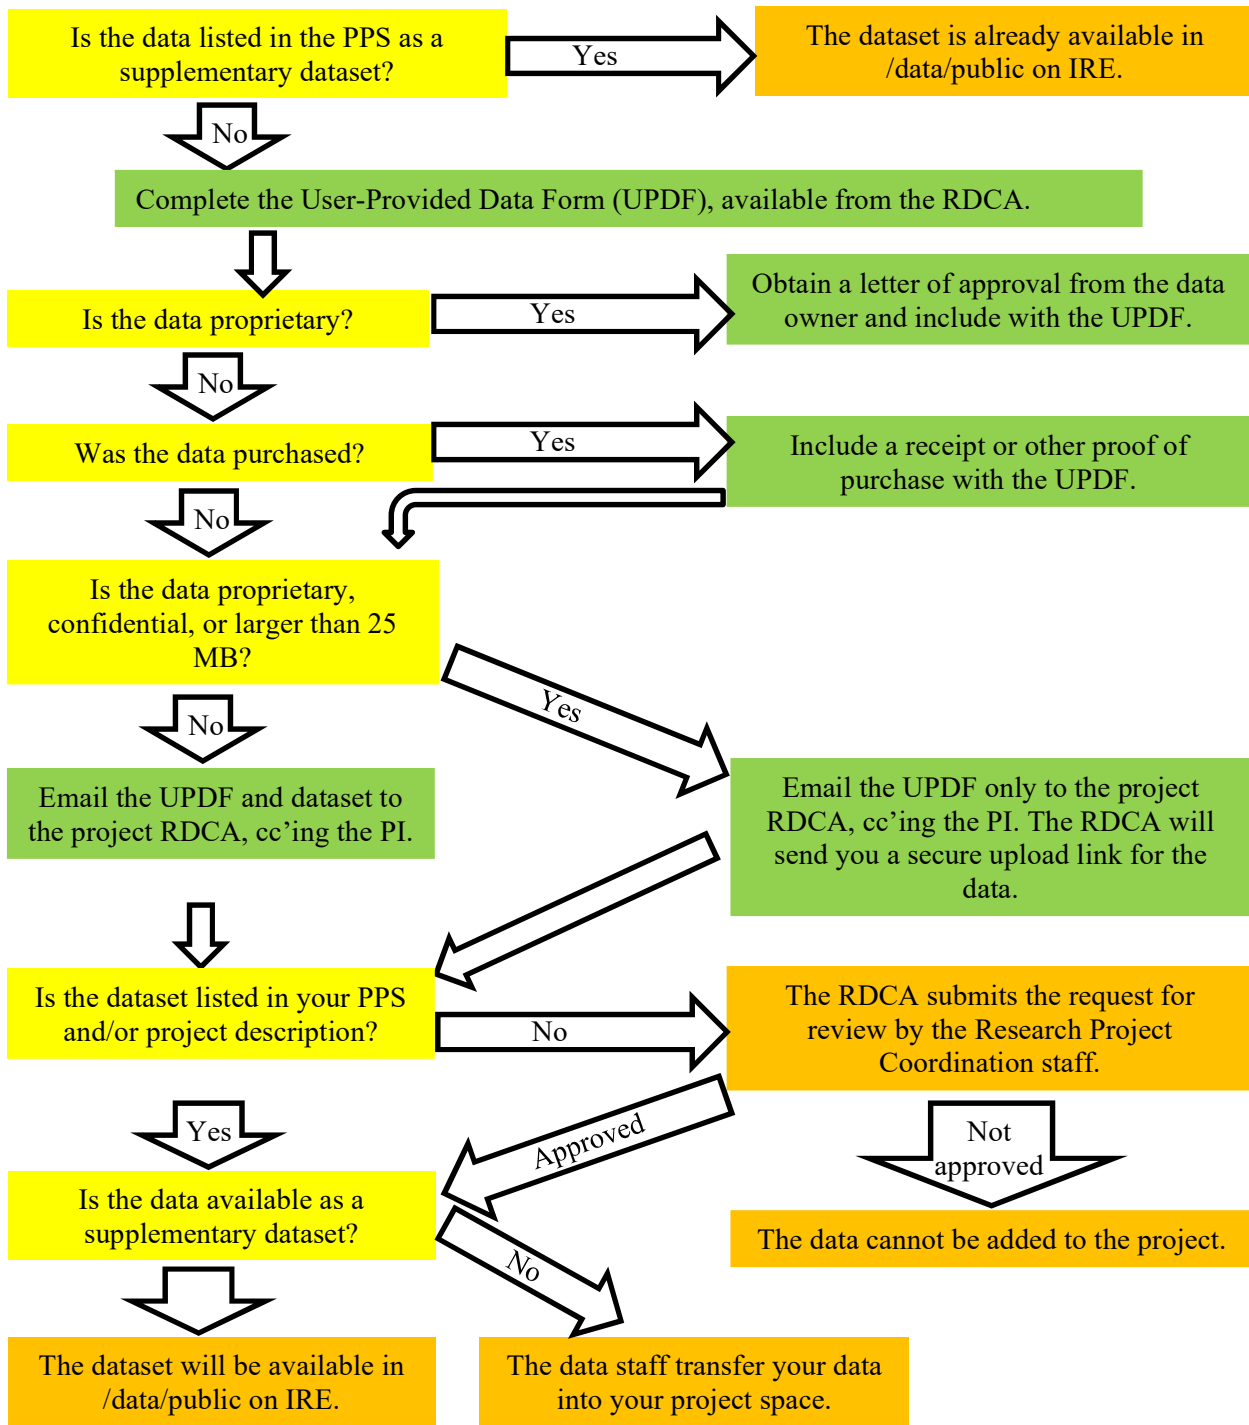 Is the data listed in the PPS as a
supplementary dataset?
Yes
The dataset is already available in
/data/public on IRE.
No
Complete the User-Provided Data Form (UPDF), available from the RDCA.
Is the data proprietary?
Yes
Obtain a letter of approval from the data
owner and include with the UPDF.
No
Was the data purchased?
Yes
Include a receipt or other proof of
purchase with the UPDF.
No
Is the data proprietary,
confidential, or larger than 25
MB?
Yes
No
Email the UPDF and dataset to
the project RDCA, cc’ing the PI.
Email the UPDF only to the project
RDCA, cc’ing the PI. The RDCA will
send you a secure upload link for the
data.
Is the dataset listed in your PPS
and/or project description?
No
The RDCA submits the request for
review by the Research Project
Coordination staff.
Yes
Approved
Not
approved
Is the data available as a
supplementary dataset?
No
The data cannot be added to the project.
The dataset will be available in
/data/public on IRE.
The data staff transfer your data
into your project space.